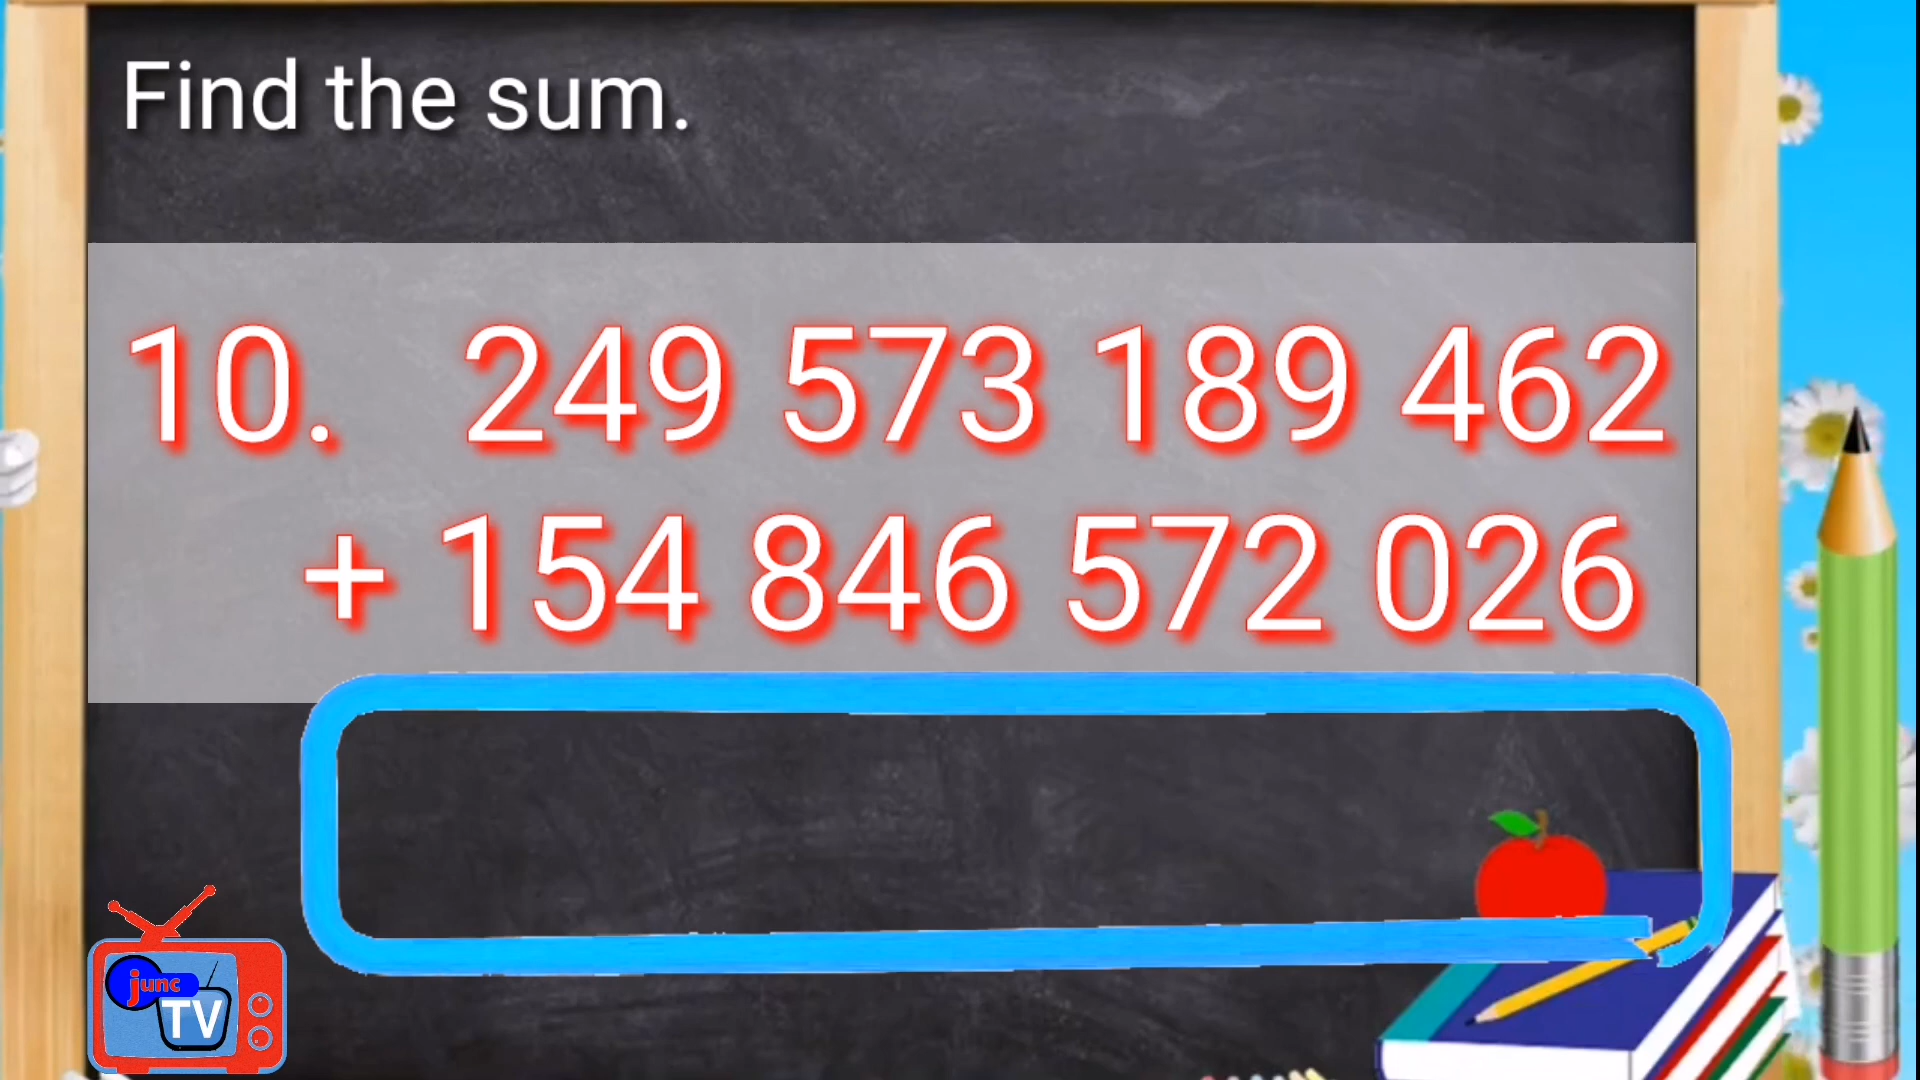 Find the sum.
10. 249 573 189 462
+ 154 846 572 026
junc
TV